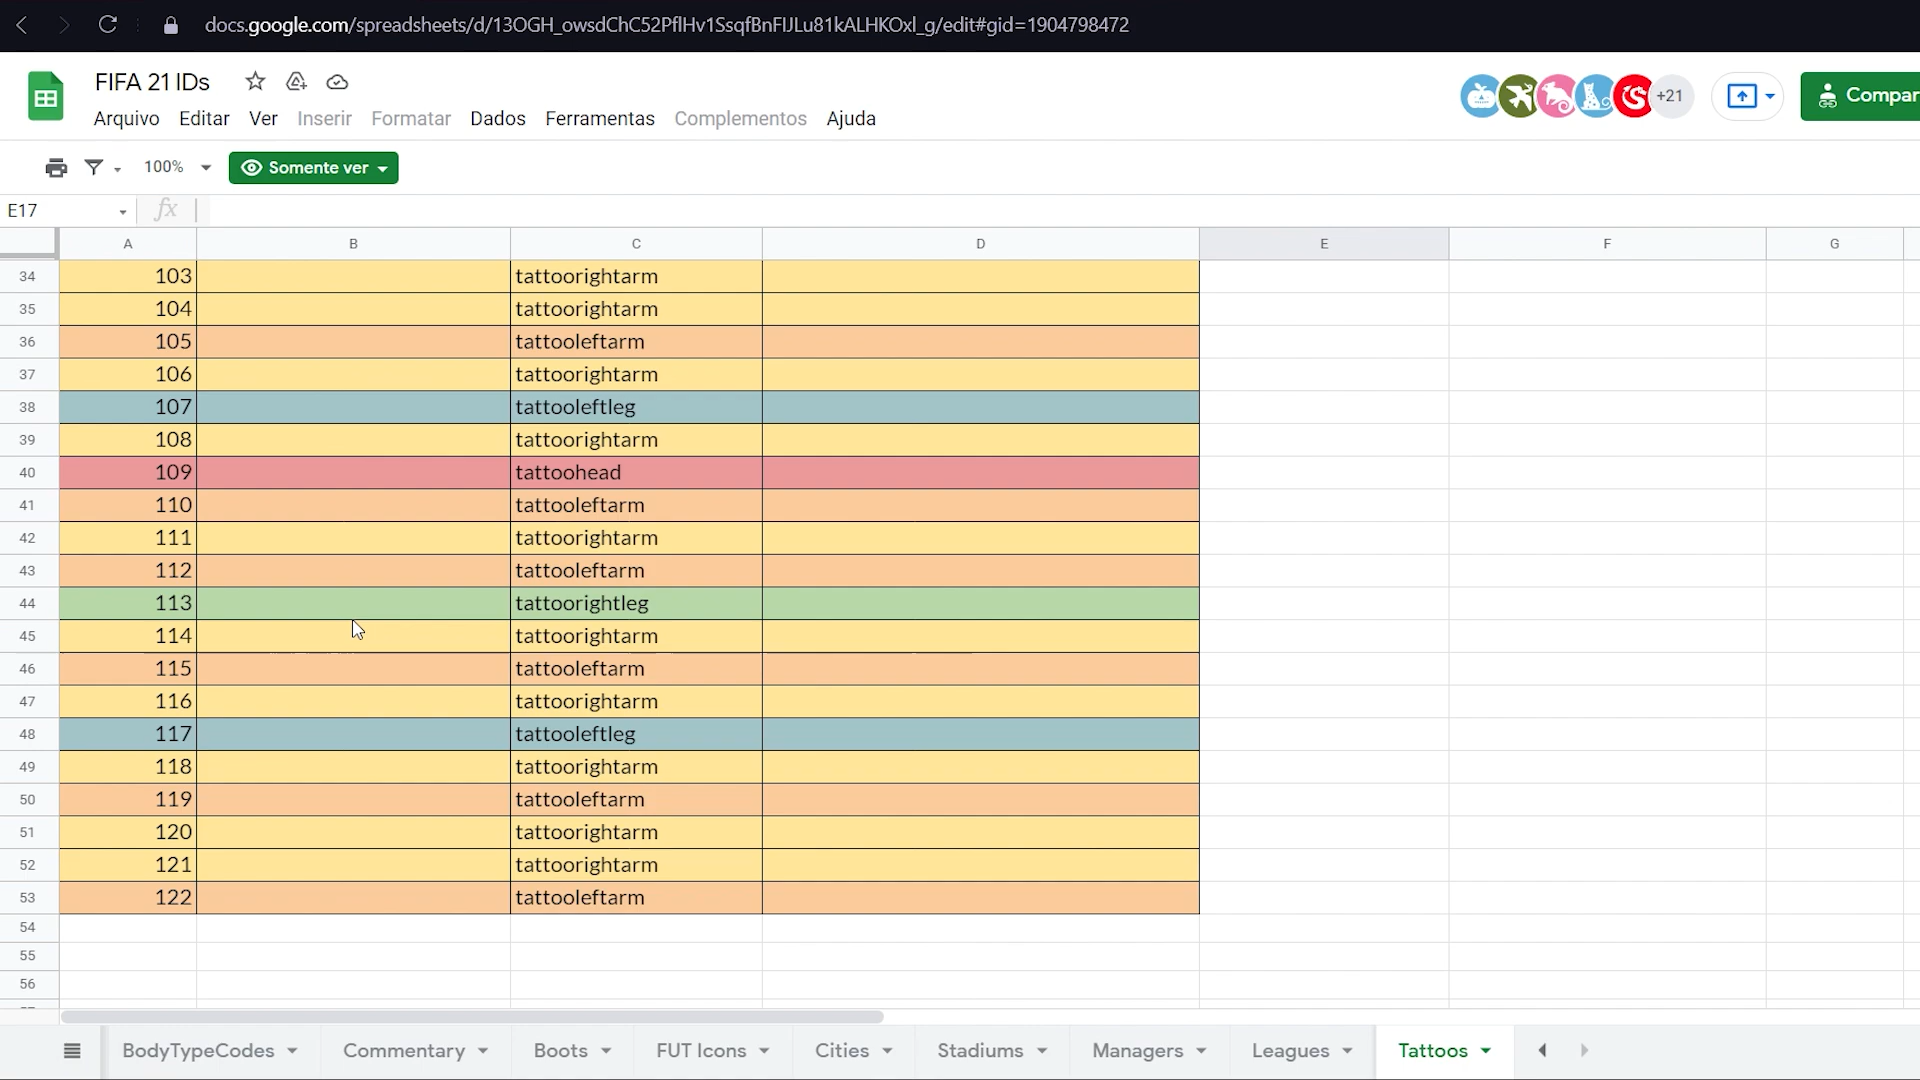 docs.google.com/spreadsheets/d/13OGH_owsdChC52PflHv1SsqfBnFIJLu81kALHKOxl_g/edit#gid=1904798472
FIFA 21 IDs
+21
Compar
Arquivo Editar Ver Inserir Formatar Dados Ferramentas Complementos Ajuda
100% Somente ver
E17 fx
A B C D E F G
34 103 tattoorightarm
35 104 tattoorightarm
36 105 tattooleftarm
37 106 tattoorightarm
38 107 tattooleftleg
39 108 tattoorightarm
40 109 tattoohead
41 110 tattooleftarm
42 111 tattoorightarm
43 112 tattooleftarm
44 113 tattoorightleg
45 114 tattoorightarm
46 115 tattooleftarm
47 116 tattoorightarm
48 117 tattooleftleg
49 118 tattoorightarm
50 119 tattooleftarm
51 120 tattoorightarm
52 121 tattoorightarm
53 122 tattooleftarm
54
55
56
BodyTypeCodes Commentary Boots FUT Icons Cities Stadiums Managers Leagues Tattoos